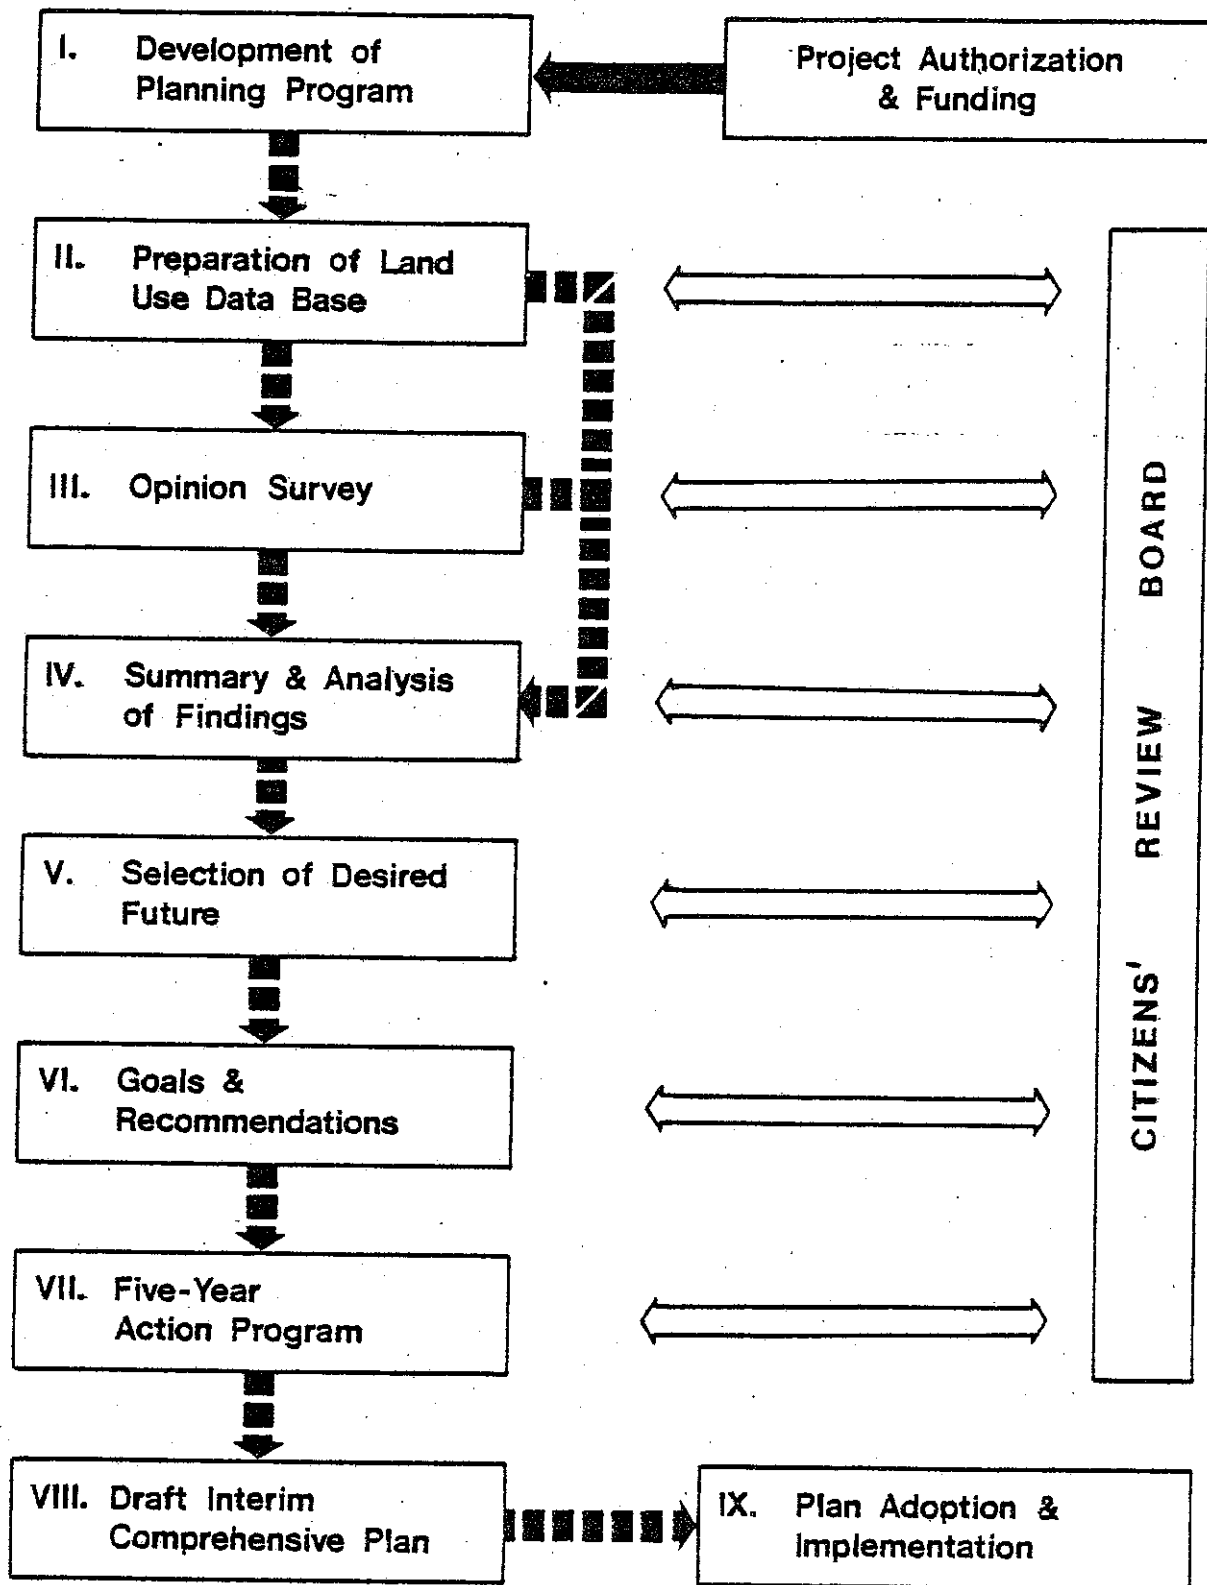 I. Development of
Planning Program
Project Authorization
& Funding
II. Preparation of Land
Use Data Base
III. Opinion Survey
IV. Summary & Analysis
of Findings
V. Selection of Desired
Future
VI. Goals &
Recommendations
VII. Five-Year
Action Program
CITIZENS' REVIEW BOARD
VIII. Draft Interim
Comprehensive Plan
IX. Plan Adoption &
Implementation